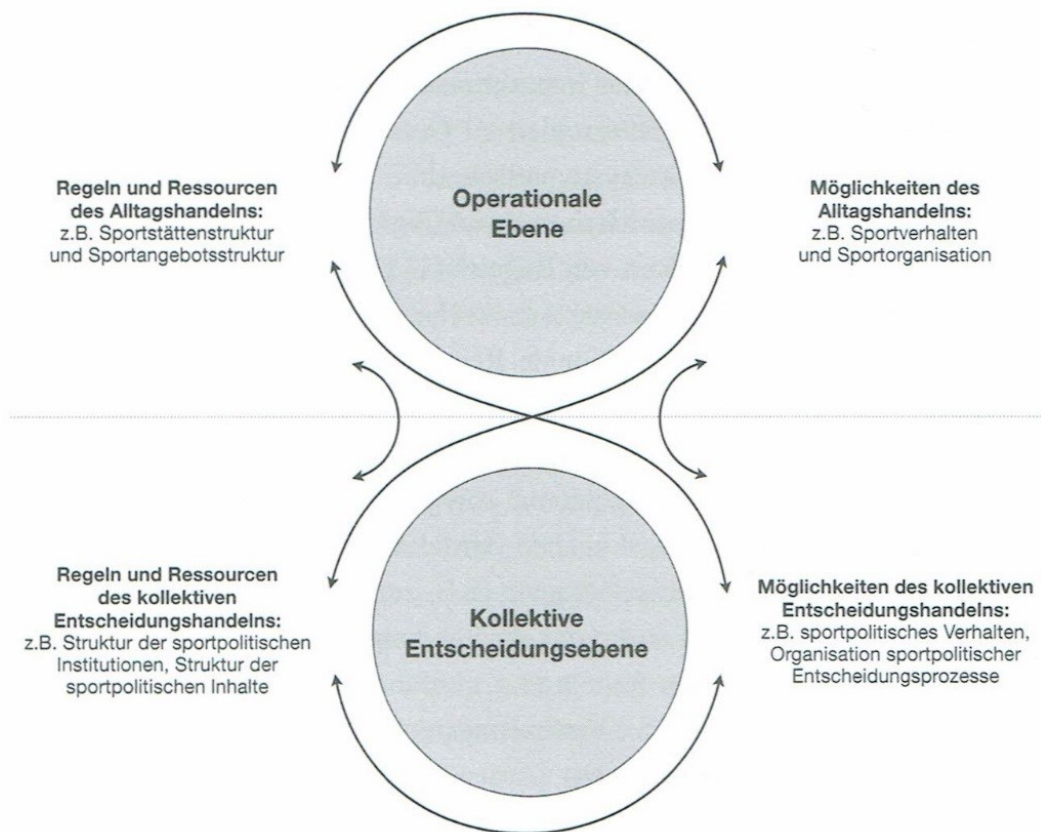 Regeln und Ressourcen
des Alltagshandelns:
z.B. Sportstättenstruktur
und Sportangebotsstruktur
Operationale
Ebene
Möglichkeiten des
Alltagshandelns:
z.B. Sportverhalten
und Sportorganisation
Regeln und Ressourcen
des kollektiven
Entscheidungshandelns:
z.B. Struktur der sportpolitischen
Institutionen, Struktur der
sportpolitischen Inhalte
Kollektive
Entscheidungsebene
Möglichkeiten des kollektiven
Entscheidungshandelns:
z.B. sportpolitisches Verhalten,
Organisation sportpolitischer
Entscheidungsprozesse